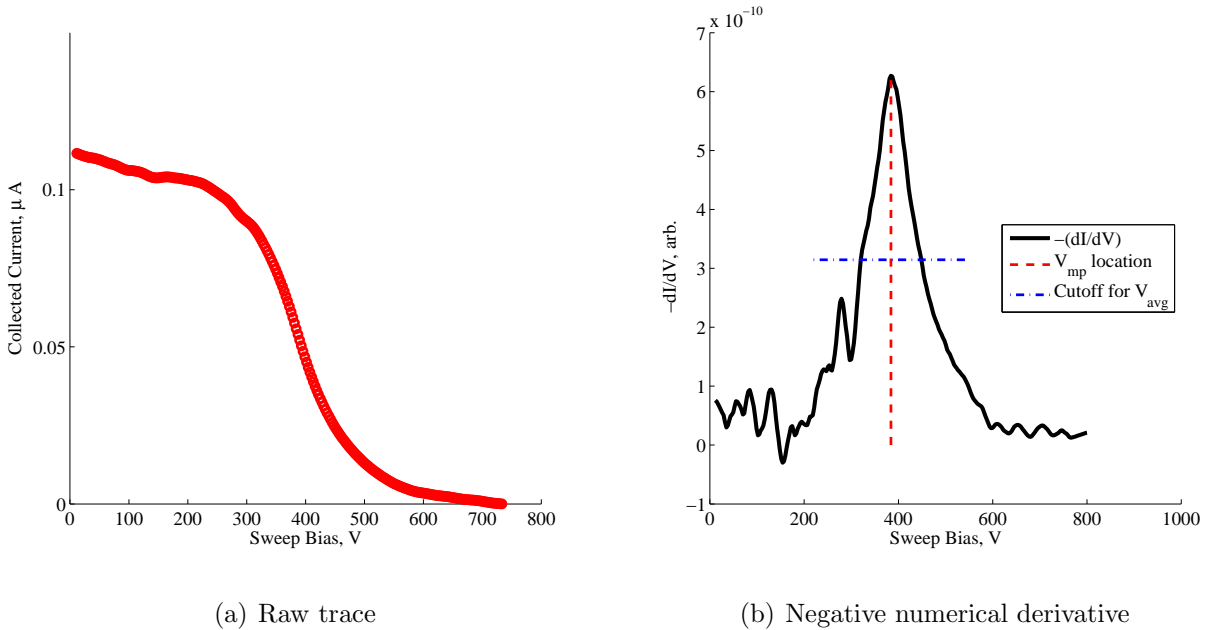 0.1
0.05
0
Collected Current, μ A
0 100 200 300 400 500 600 700 800
Sweep Bias, V
(a) Raw trace
x 10⁻¹⁰
7
6
5
4
3
2
1
0
−1
−dI/dV, arb.
−(dI/dV)
V_mp location
Cutoff for V_avg
0 200 400 600 800 1000
Sweep Bias, V
(b) Negative numerical derivative